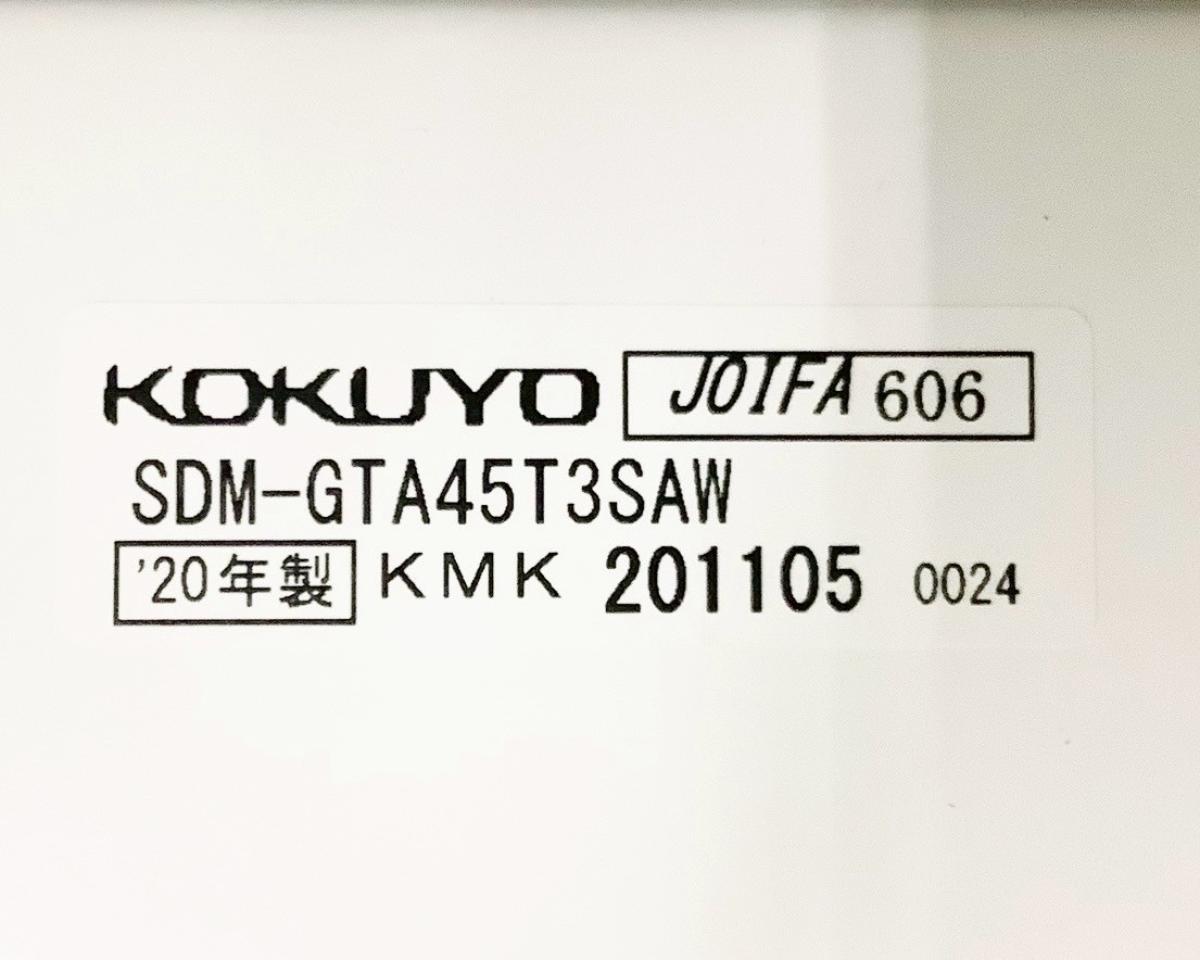 KOKUYO JOIFA 606
SDM-GTA45T3SAW
'20年製 KMK 201105 0024